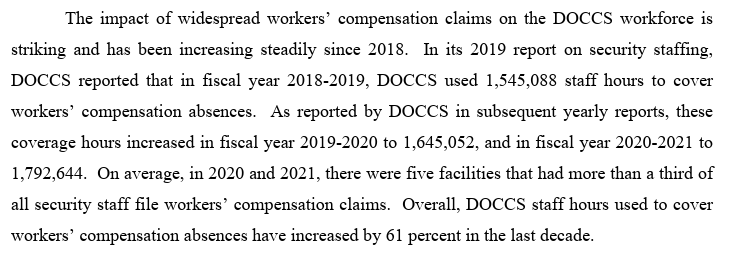 The impact of widespread workers’ compensation claims on the DOCCS workforce is
striking and has been increasing steadily since 2018. In its 2019 report on security staffing,
DOCCS reported that in fiscal year 2018-2019, DOCCS used 1,545,088 staff hours to cover
workers’ compensation absences. As reported by DOCCS in subsequent yearly reports, these
coverage hours increased in fiscal year 2019-2020 to 1,645,052, and in fiscal year 2020-2021 to
1,792,644. On average, in 2020 and 2021, there were five facilities that had more than a third of
all security staff file workers’ compensation claims. Overall, DOCCS staff hours used to cover
workers’ compensation absences have increased by 61 percent in the last decade.